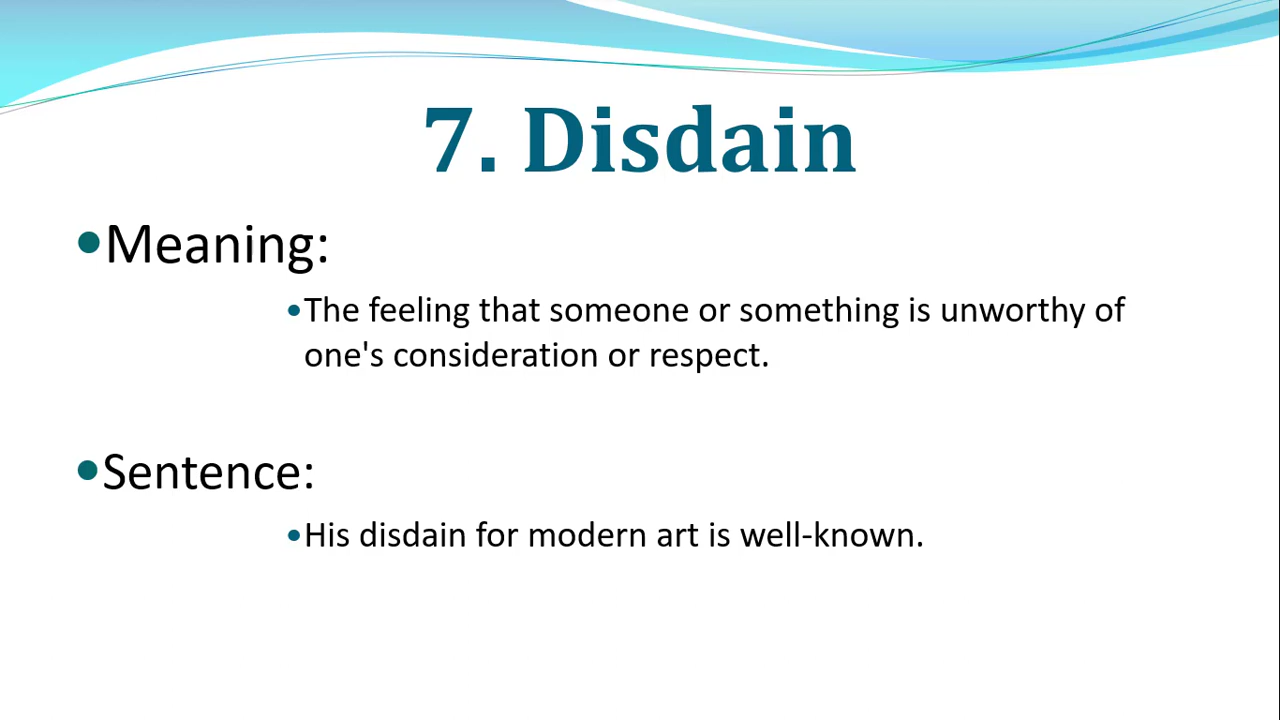 7. Disdain
•Meaning:
•The feeling that someone or something is unworthy of
one's consideration or respect.
•Sentence:
•His disdain for modern art is well-known.